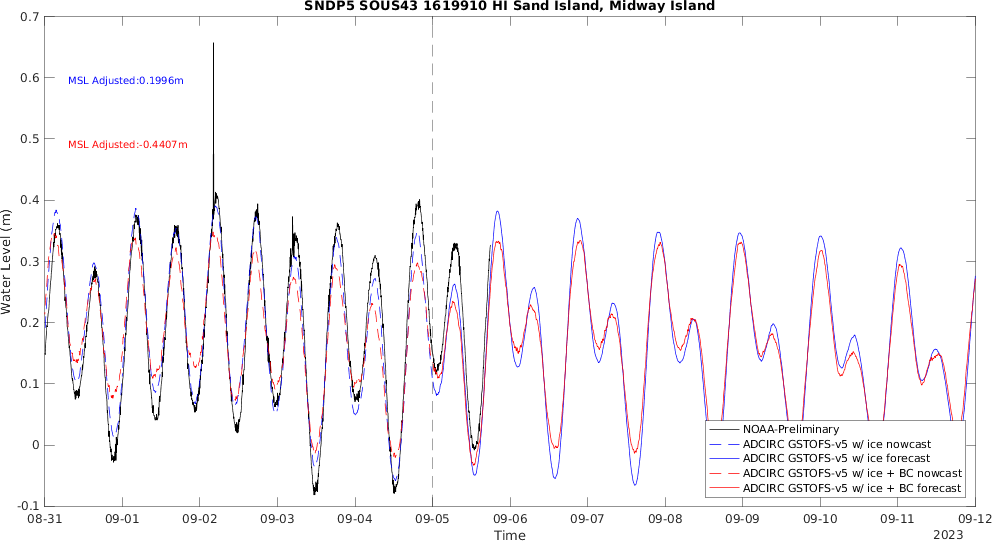 SNDP5 SOUS43 1619910 HI Sand Island, Midway Island
0.7
0.6
0.5
0.4
0.3
0.2
0.1
0
-0.1
Water Level (m)
MSL Adjusted:0.1996m
MSL Adjusted:-0.4407m
NOAA-Preliminary
ADCIRC GSTOFS-v5 w/ ice nowcast
ADCIRC GSTOFS-v5 w/ ice forecast
ADCIRC GSTOFS-v5 w/ ice + BC nowcast
ADCIRC GSTOFS-v5 w/ ice + BC forecast
08-31 09-01 09-02 09-03 09-04 09-05 09-06 09-07 09-08 09-09 09-10 09-11 09-12
Time
2023